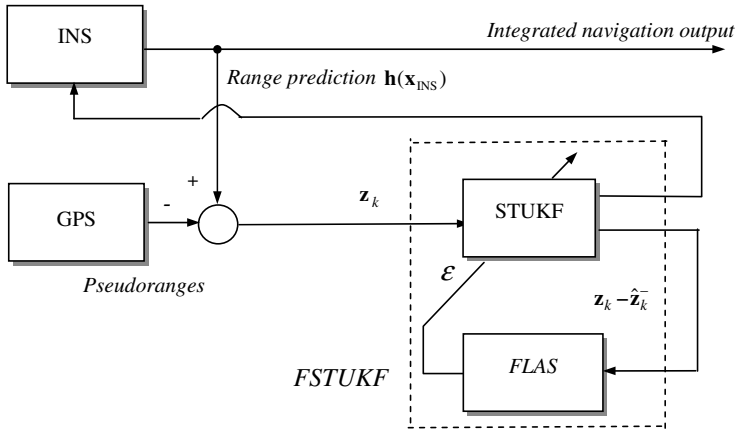 INS
Integrated navigation output
Range prediction h(x_INS)
+
-
GPS
Pseudoranges
z_k
STUKF
ε
z_k − ẑ_k^−
FLAS
FSTUKF